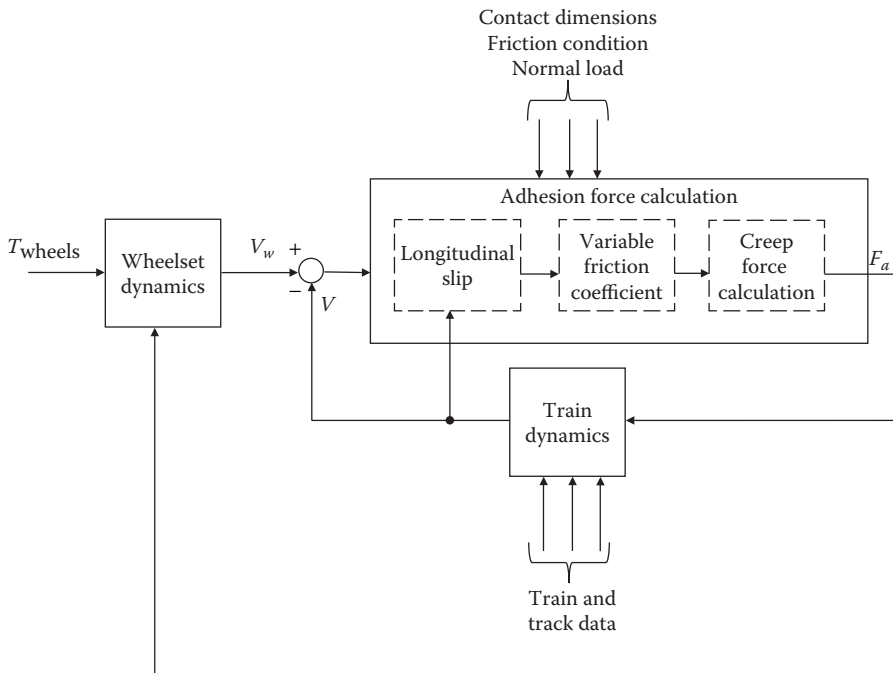 Contact dimensions
Friction condition
Normal load
Adhesion force calculation
Longitudinal
slip
Variable
friction
coefficient
Creep
force
calculation
F_a
T_wheels
Wheelset
dynamics
V_w
+
−
V
Train
dynamics
Train and
track data